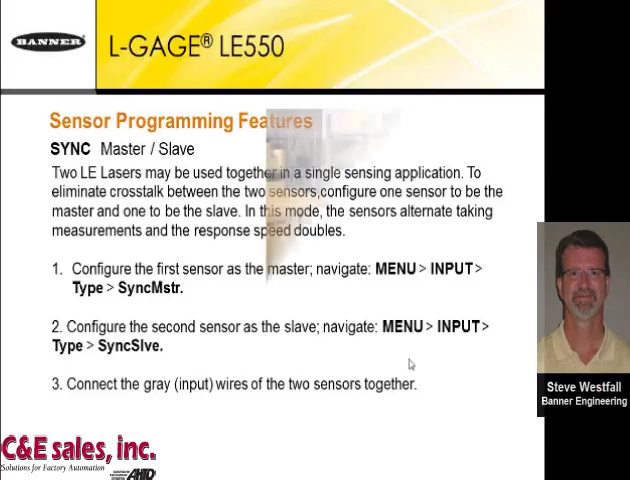 BANNER
L-GAGE® LE550
Sensor Programming Features
SYNC Master / Slave
Two LE Lasers may be used together in a single sensing application. To
eliminate crosstalk between the two sensors,configure one sensor to be the
master and one to be the slave. In this mode, the sensors alternate taking
measurements and the response speed doubles.
1. Configure the first sensor as the master; navigate: MENU > INPUT >
Type > SyncMstr.
2. Configure the second sensor as the slave; navigate: MENU > INPUT >
Type > SyncSlve.
3. Connect the gray (input) wires of the two sensors together.
Steve Westfall
Banner Engineering
C&E sales, inc.
Solutions for Factory Automation
AHTD